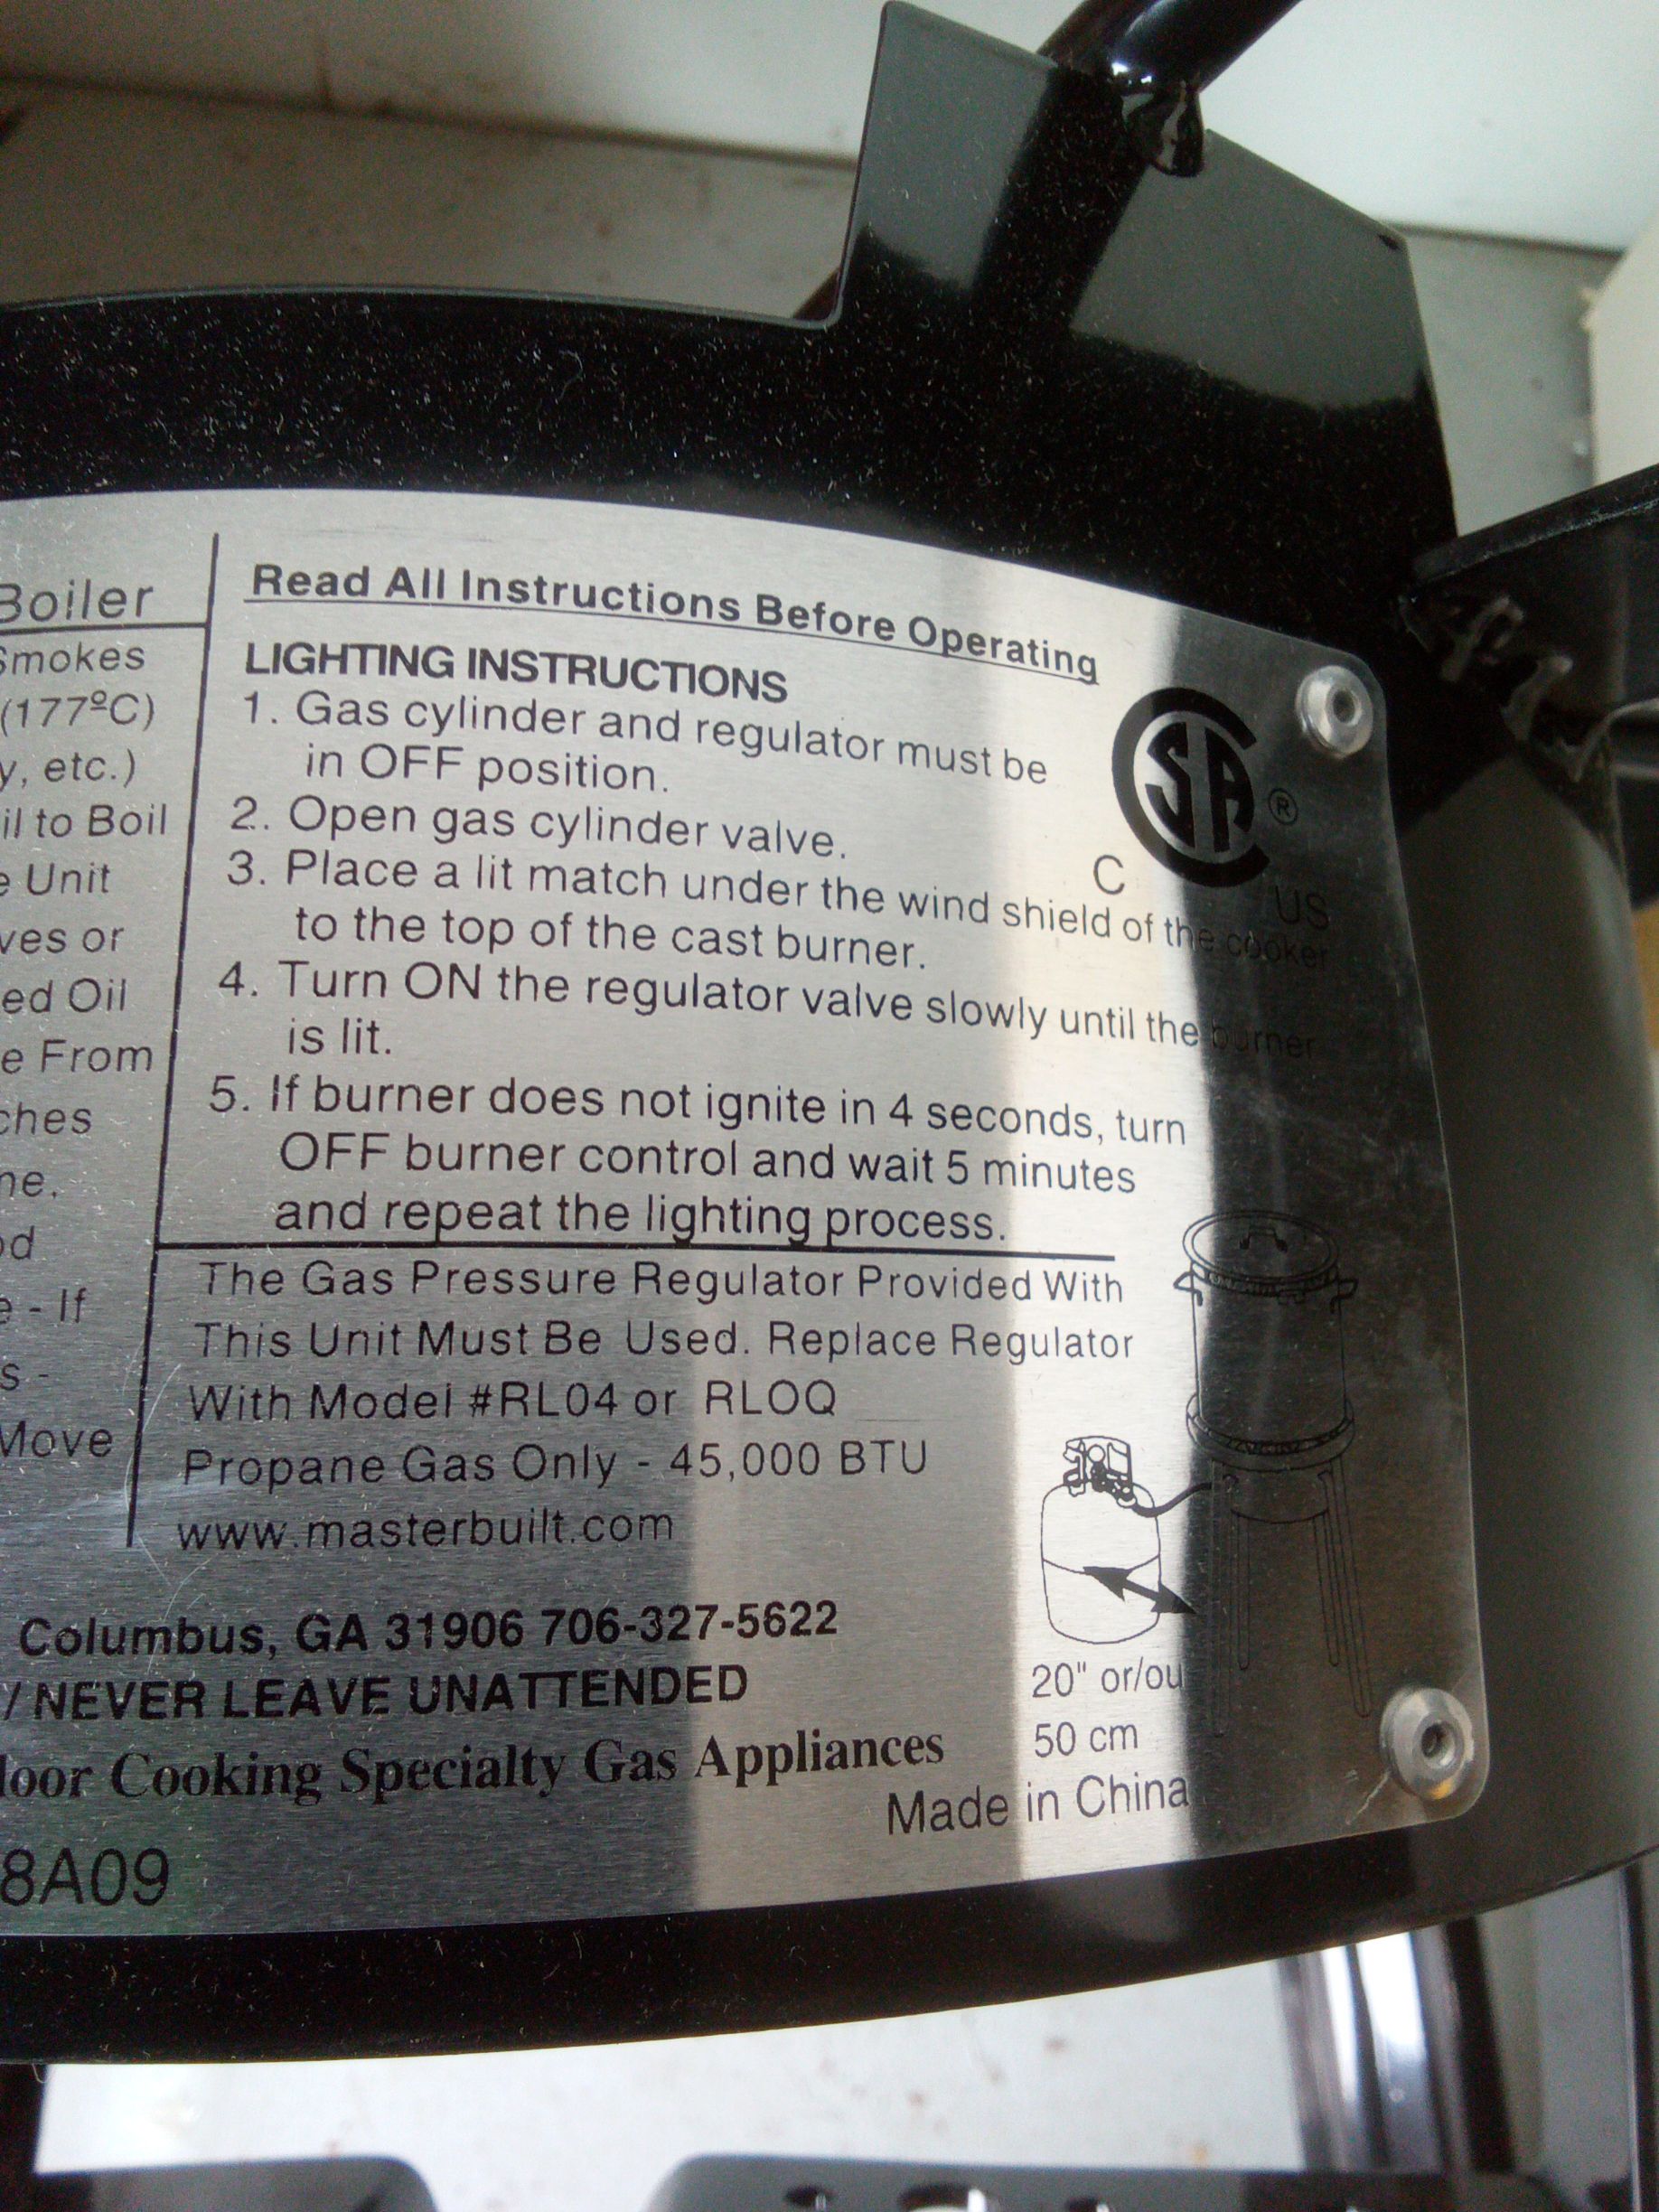 Boiler
Smokes
(177ºC)
y, etc.)
il to Boil
e Unit
ves or
ed Oil
e From
ches
ne.
od
e - If
s -
Move
Read All Instructions Before Operating
LIGHTING INSTRUCTIONS
1. Gas cylinder and regulator must be
in OFF position.
2. Open gas cylinder valve.
3. Place a lit match under the wind shield of the cooker
to the top of the cast burner.
4. Turn ON the regulator valve slowly until the burner
is lit.
5. If burner does not ignite in 4 seconds, turn
OFF burner control and wait 5 minutes
and repeat the lighting process.
CSA ®
C US
The Gas Pressure Regulator Provided With
This Unit Must Be Used. Replace Regulator
With Model #RL04 or RLOQ
Propane Gas Only - 45,000 BTU
www.masterbuilt.com
Columbus, GA 31906 706-327-5622
/ NEVER LEAVE UNATTENDED
door Cooking Specialty Gas Appliances
20" or/ou
50 cm
Made in China
8A09